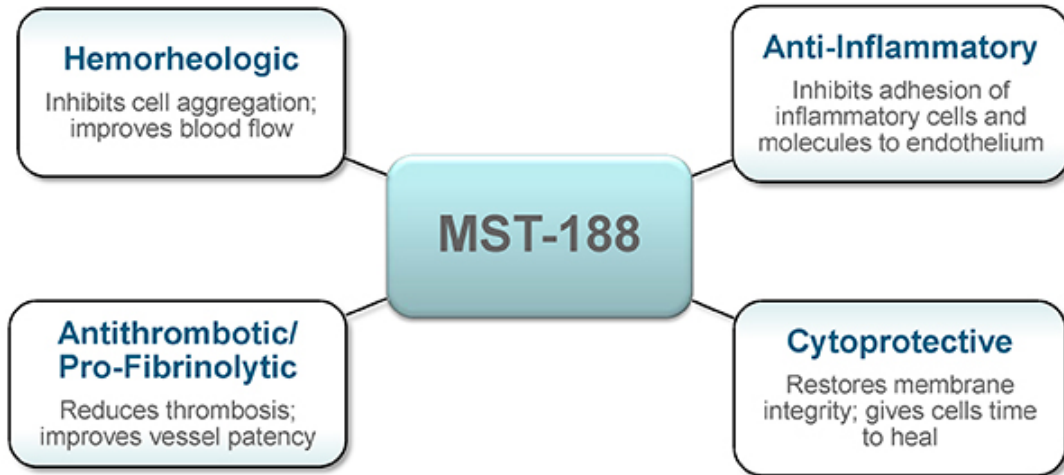 Hemorheologic
Inhibits cell aggregation;
improves blood flow
Anti-Inflammatory
Inhibits adhesion of
inflammatory cells and
molecules to endothelium
MST-188
Antithrombotic/
Pro-Fibrinolytic
Reduces thrombosis;
improves vessel patency
Cytoprotective
Restores membrane
integrity; gives cells time
to heal